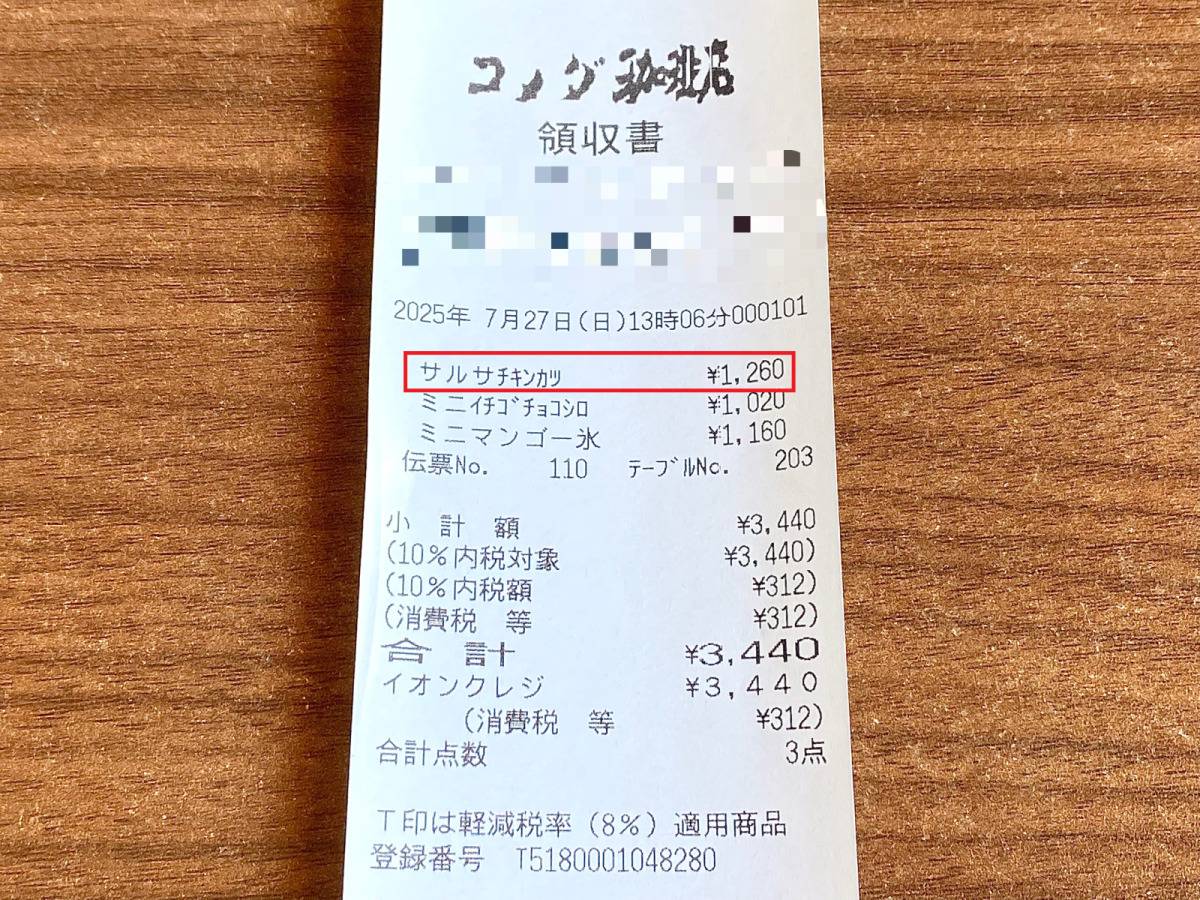 コメダ珈琲店
領収書
2025年 7月27日(日)13時06分000101
サルサﾁｷﾝｶﾂ ¥1,260
ミニｲﾁｺﾞﾁｮｺｼﾛ ¥1,020
ミニマンゴー氷 ¥1,160
伝票No. 110 ﾃｰﾌﾞﾙNo. 203
小 計 額 ¥3,440
(10%内税対象 ¥3,440)
(10%内税額 ¥312)
(消費税 等 ¥312)
合 計 ¥3,440
イオンクレジ ¥3,440
(消費税 等 ¥312)
合計点数 3点
T印は軽減税率（8%）適用商品
登録番号 T5180001048280